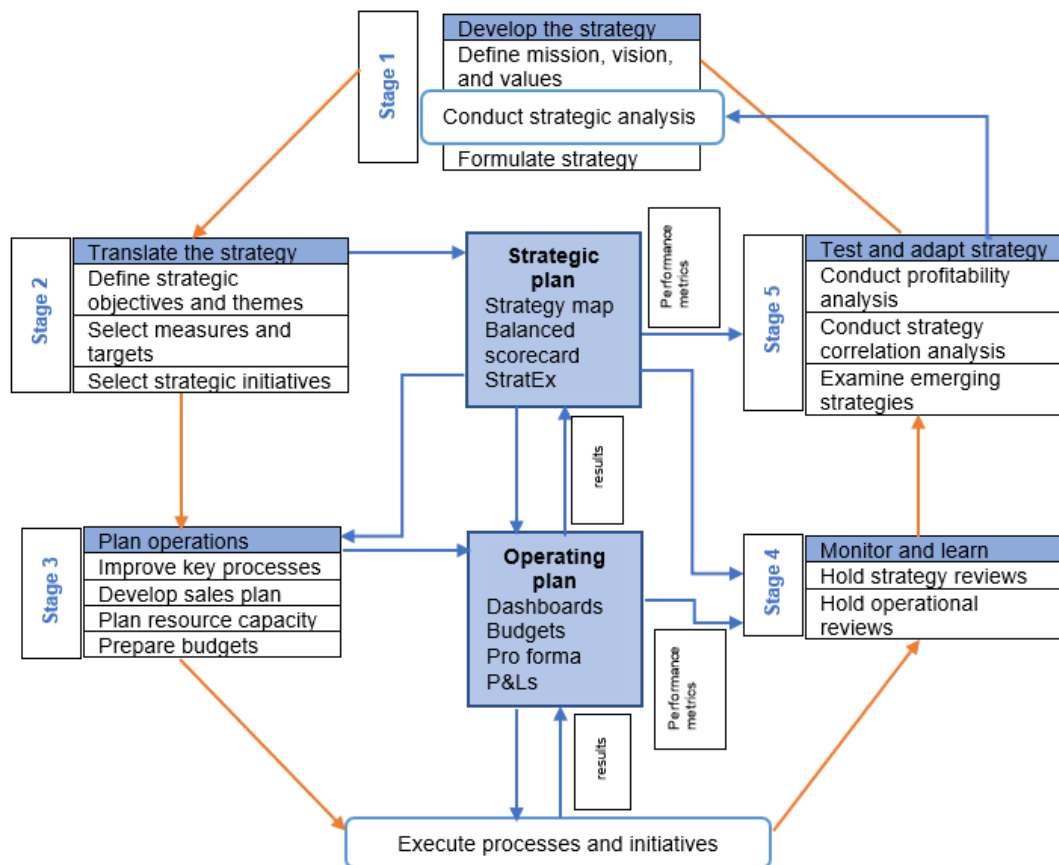 Stage 1
Develop the strategy
Define mission, vision,
and values
Conduct strategic analysis
Formulate strategy
Stage 2
Translate the strategy
Define strategic
objectives and themes
Select measures and
targets
Select strategic initiatives
Strategic
plan
Strategy map
Balanced
scorecard
StratEx
Performance
metrics
Stage 5
Test and adapt strategy
Conduct profitability
analysis
Conduct strategy
correlation analysis
Examine emerging
strategies
results
Stage 3
Plan operations
Improve key processes
Develop sales plan
Plan resource capacity
Prepare budgets
Operating
plan
Dashboards
Budgets
Pro forma
P&Ls
Performance
metrics
Stage 4
Monitor and learn
Hold strategy reviews
Hold operational
reviews
results
Execute processes and initiatives